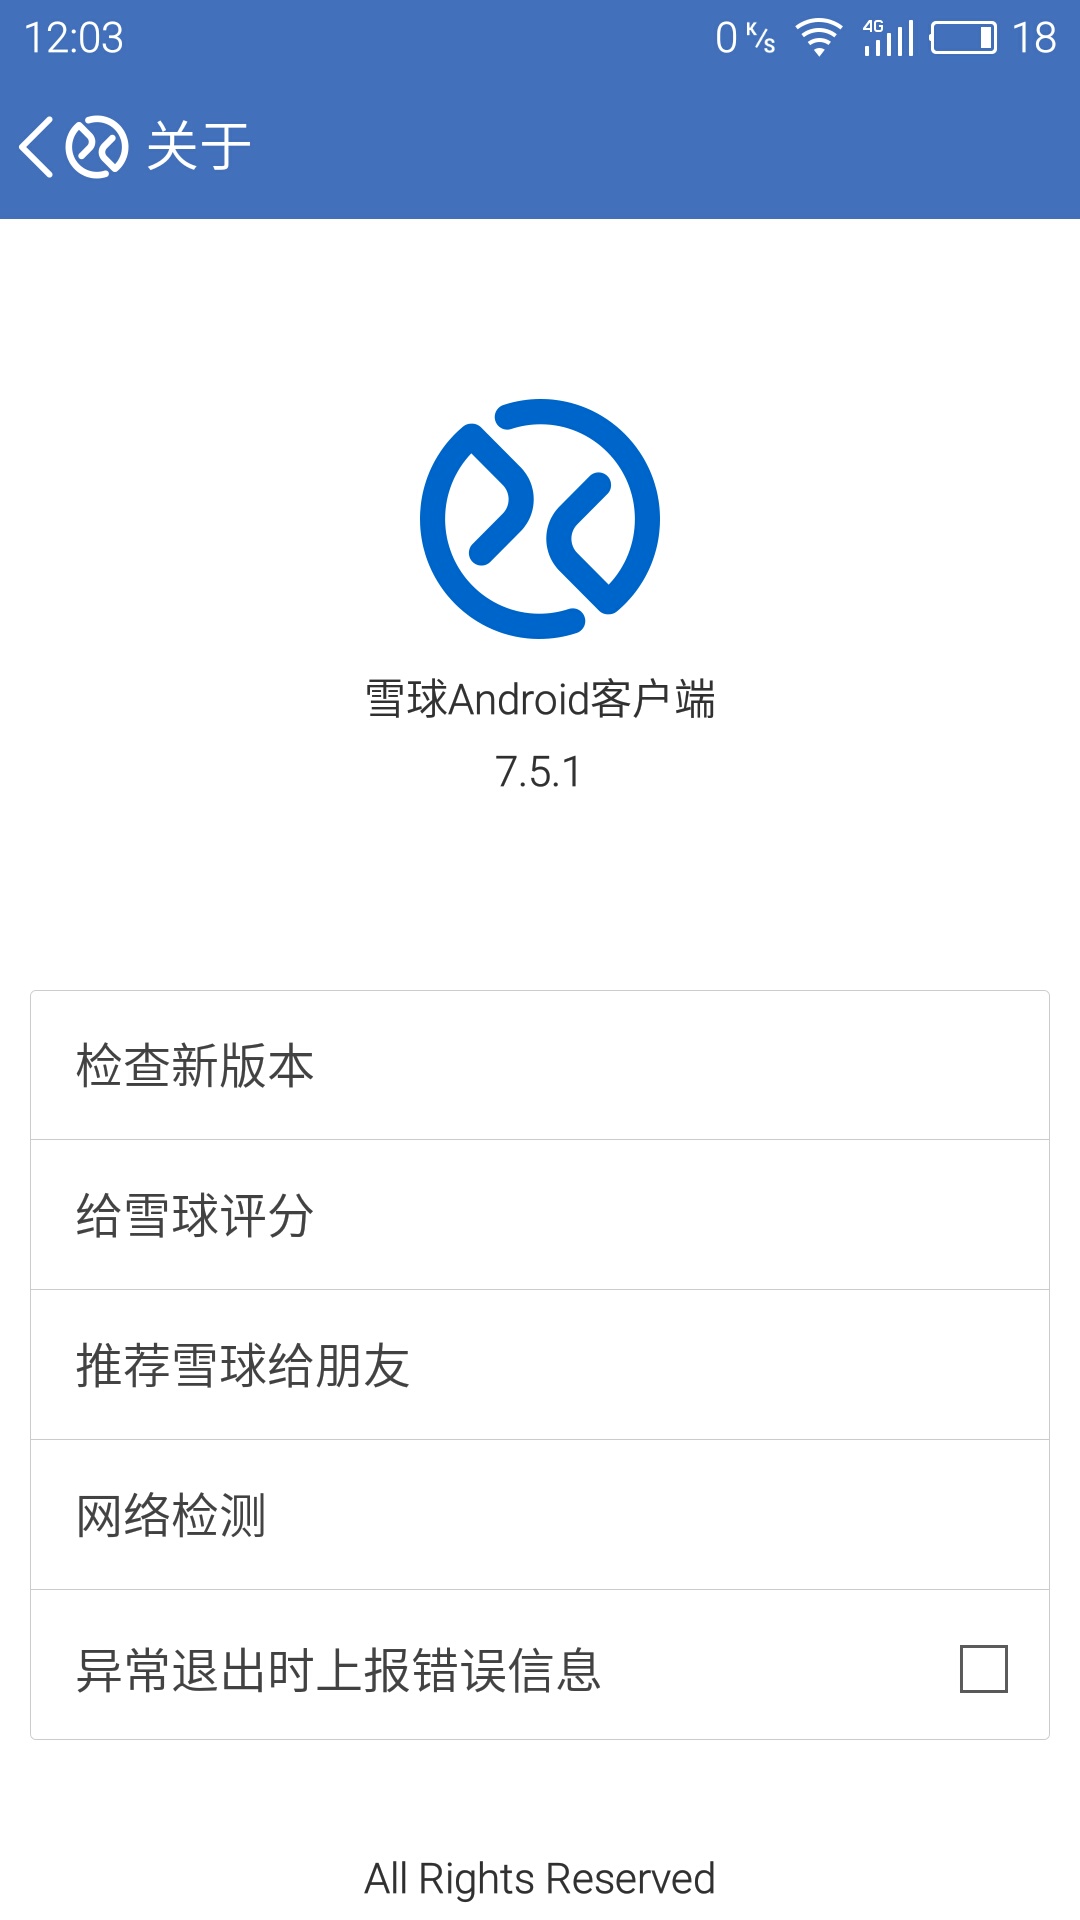 12:03
0 K/s 4G 18
关于
雪球Android客户端
7.5.1
检查新版本
给雪球评分
推荐雪球给朋友
网络检测
异常退出时上报错误信息
All Rights Reserved